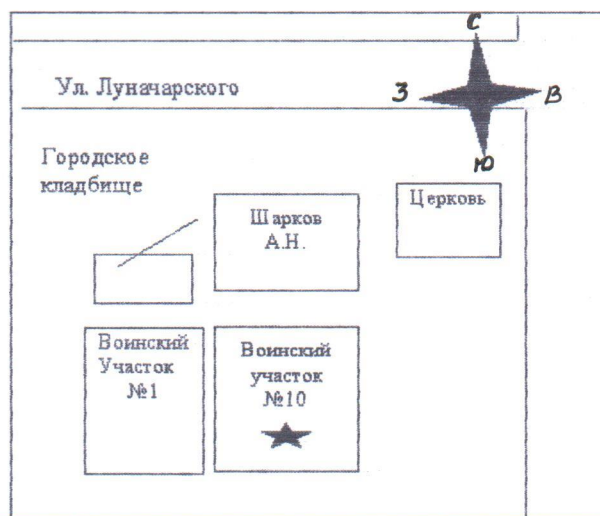 С
Ул. Луначарского
З
В
Ю
Городское
кладбище
Церковь
Шарков
А.Н.
Воинский
Участок
№1
Воинский
участок
№10